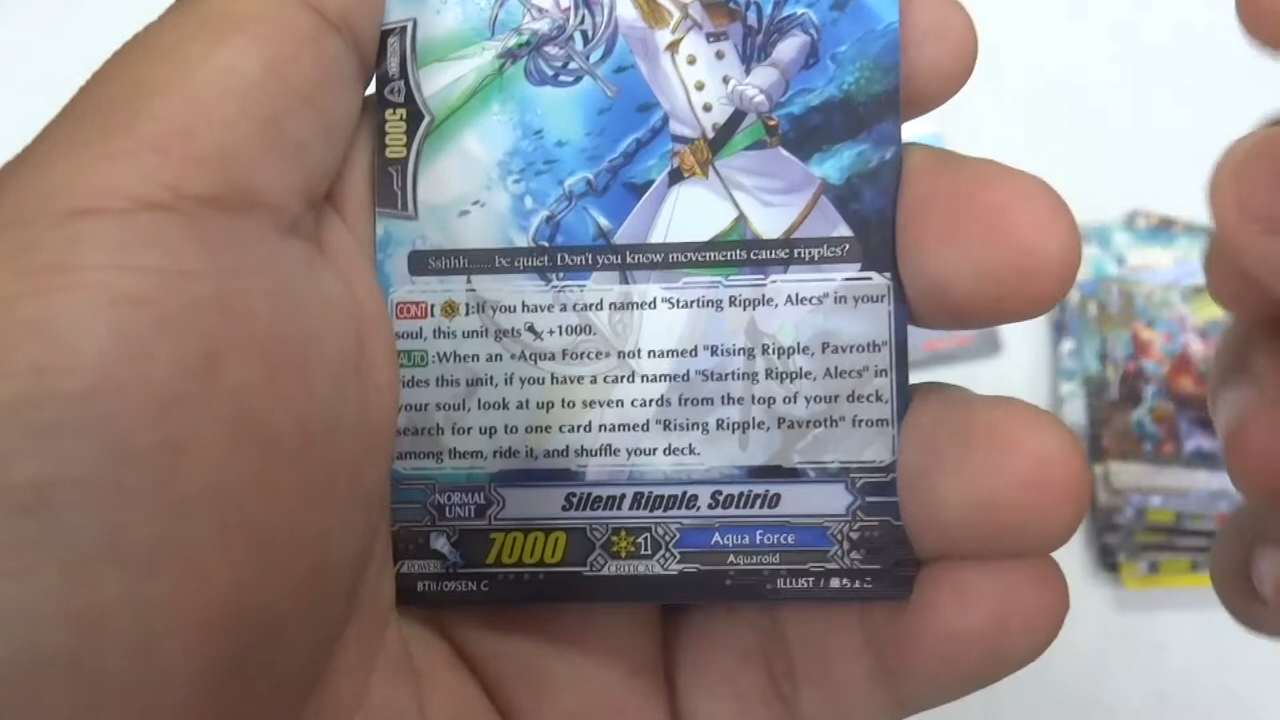 5000
Sshhh...... be quiet. Don't you know movements cause ripples?
CONT [ ]:If you have a card named "Starting Ripple, Alecs" in your
soul, this unit gets +1000.
AUTO :When an «Aqua Force» not named "Rising Ripple, Pavroth"
rides this unit, if you have a card named "Starting Ripple, Alecs" in
your soul, look at up to seven cards from the top of your deck,
search for up to one card named "Rising Ripple, Pavroth" from
among them, ride it, and shuffle your deck.
NORMAL
UNIT
Silent Ripple, Sotirio
POWER 7000
1
CRITICAL
Aqua Force
Aquaroid
BT11/095EN C
ILLUST / 藤ちょこ